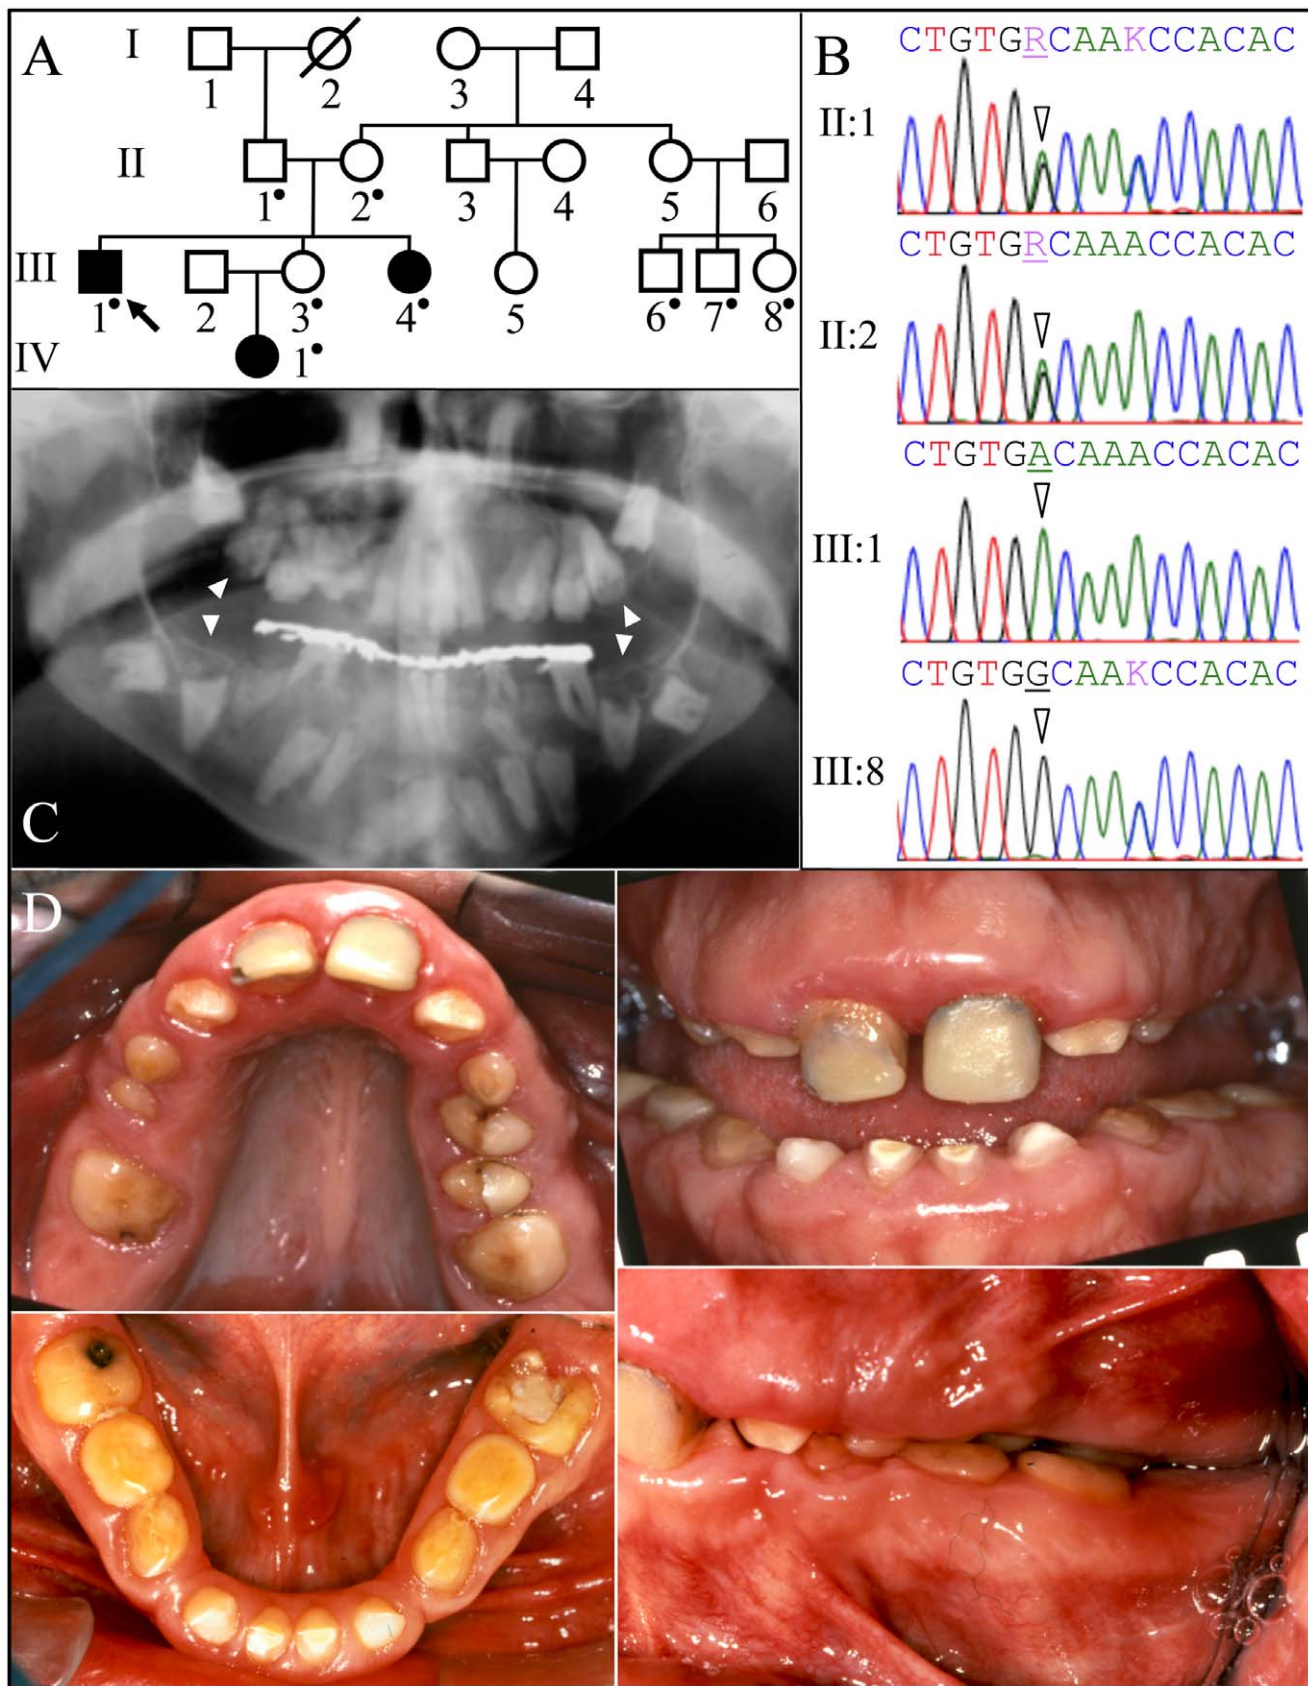 A
I
1 2 3 4
II
1• 2• 3 4 5 6
III
1• 2 3• 4• 5 6• 7• 8•
IV
1•
B
CTGTGRCAAKCCACAC
II:1
CTGTGRCAAACCACAC
II:2
CTGTGACAAACCACAC
III:1
CTGTGGCAAKCCACAC
III:8
C
D